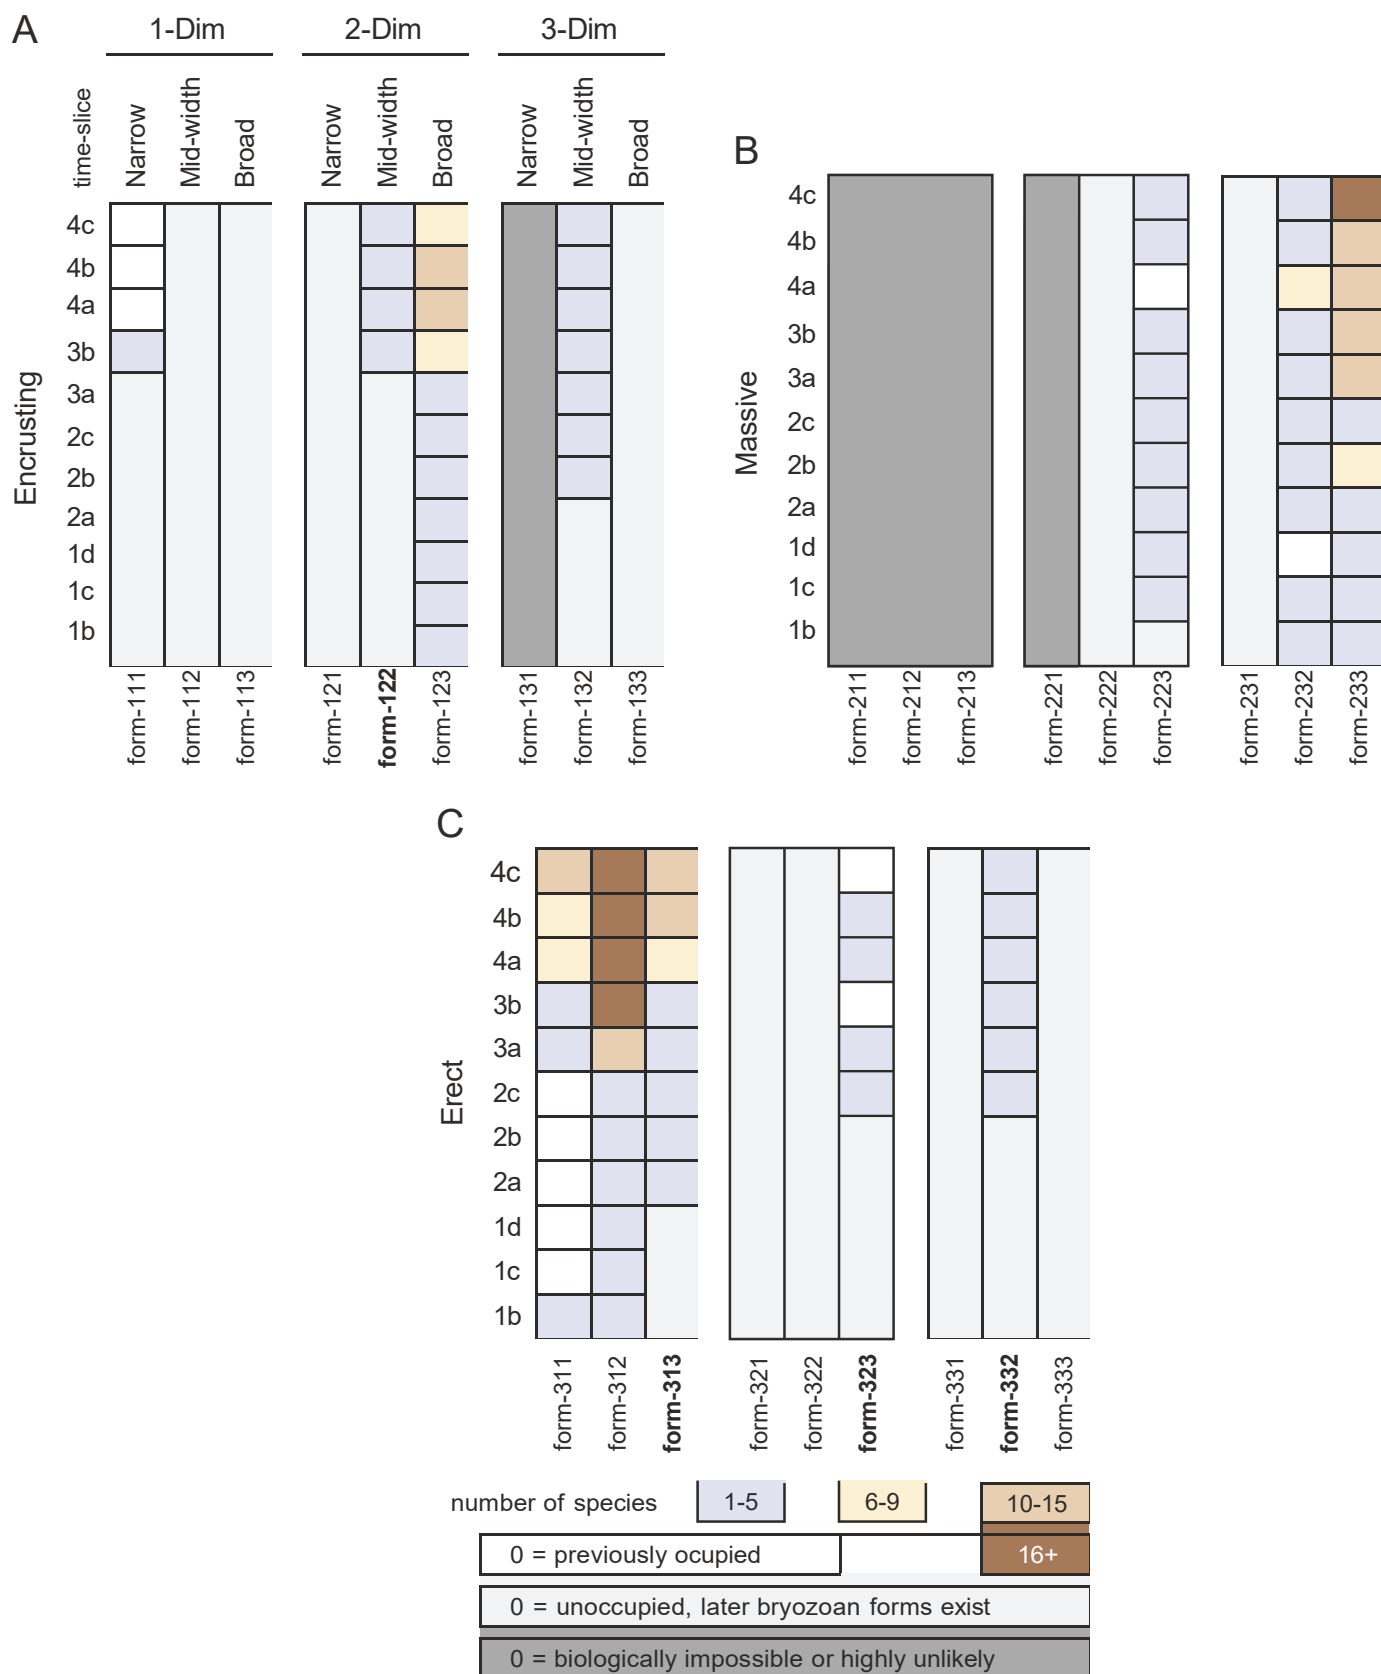 A
1-Dim 2-Dim 3-Dim
time-slice Narrow Mid-width Broad Narrow Mid-width Broad Narrow Mid-width Broad
Encrusting
4c
4b
4a
3b
3a
2c
2b
2a
1d
1c
1b
form-111 form-112 form-113 form-121 form-122 form-123 form-131 form-132 form-133
B
Massive
4c
4b
4a
3b
3a
2c
2b
2a
1d
1c
1b
form-211 form-212 form-213 form-221 form-222 form-223 form-231 form-232 form-233
C
Erect
4c
4b
4a
3b
3a
2c
2b
2a
1d
1c
1b
form-311 form-312 form-313 form-321 form-322 form-323 form-331 form-332 form-333
number of species 1-5 6-9 10-15
0 = previously ocupied 16+
0 = unoccupied, later bryozoan forms exist
0 = biologically impossible or highly unlikely